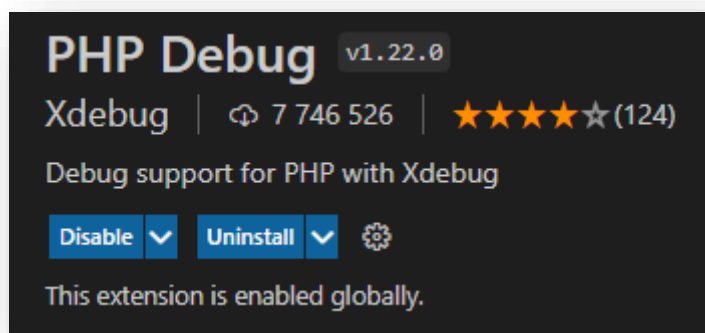 PHP Debug v1.22.0
Xdebug 7 746 526 (124)
Debug support for PHP with Xdebug
Disable Uninstall
This extension is enabled globally.